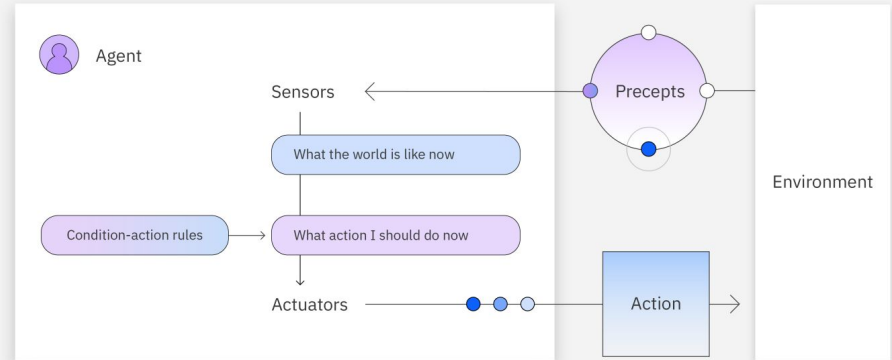 Agent
Sensors
Precepts
What the world is like now
Environment
Condition-action rules
What action I should do now
Actuators
Action